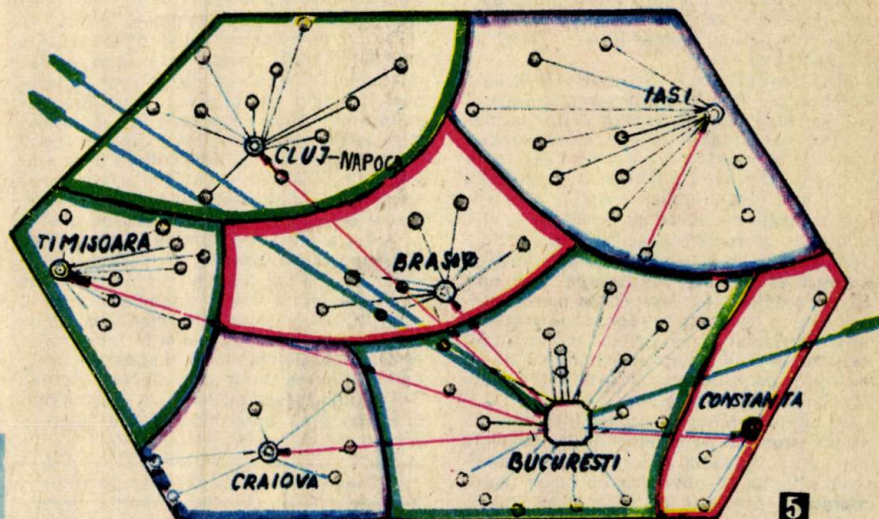 IASI
CLUJ-NAPOCA
TIMISOARA
BRASOV
CONSTANTA
BUCURESTI
CRAIOVA
5